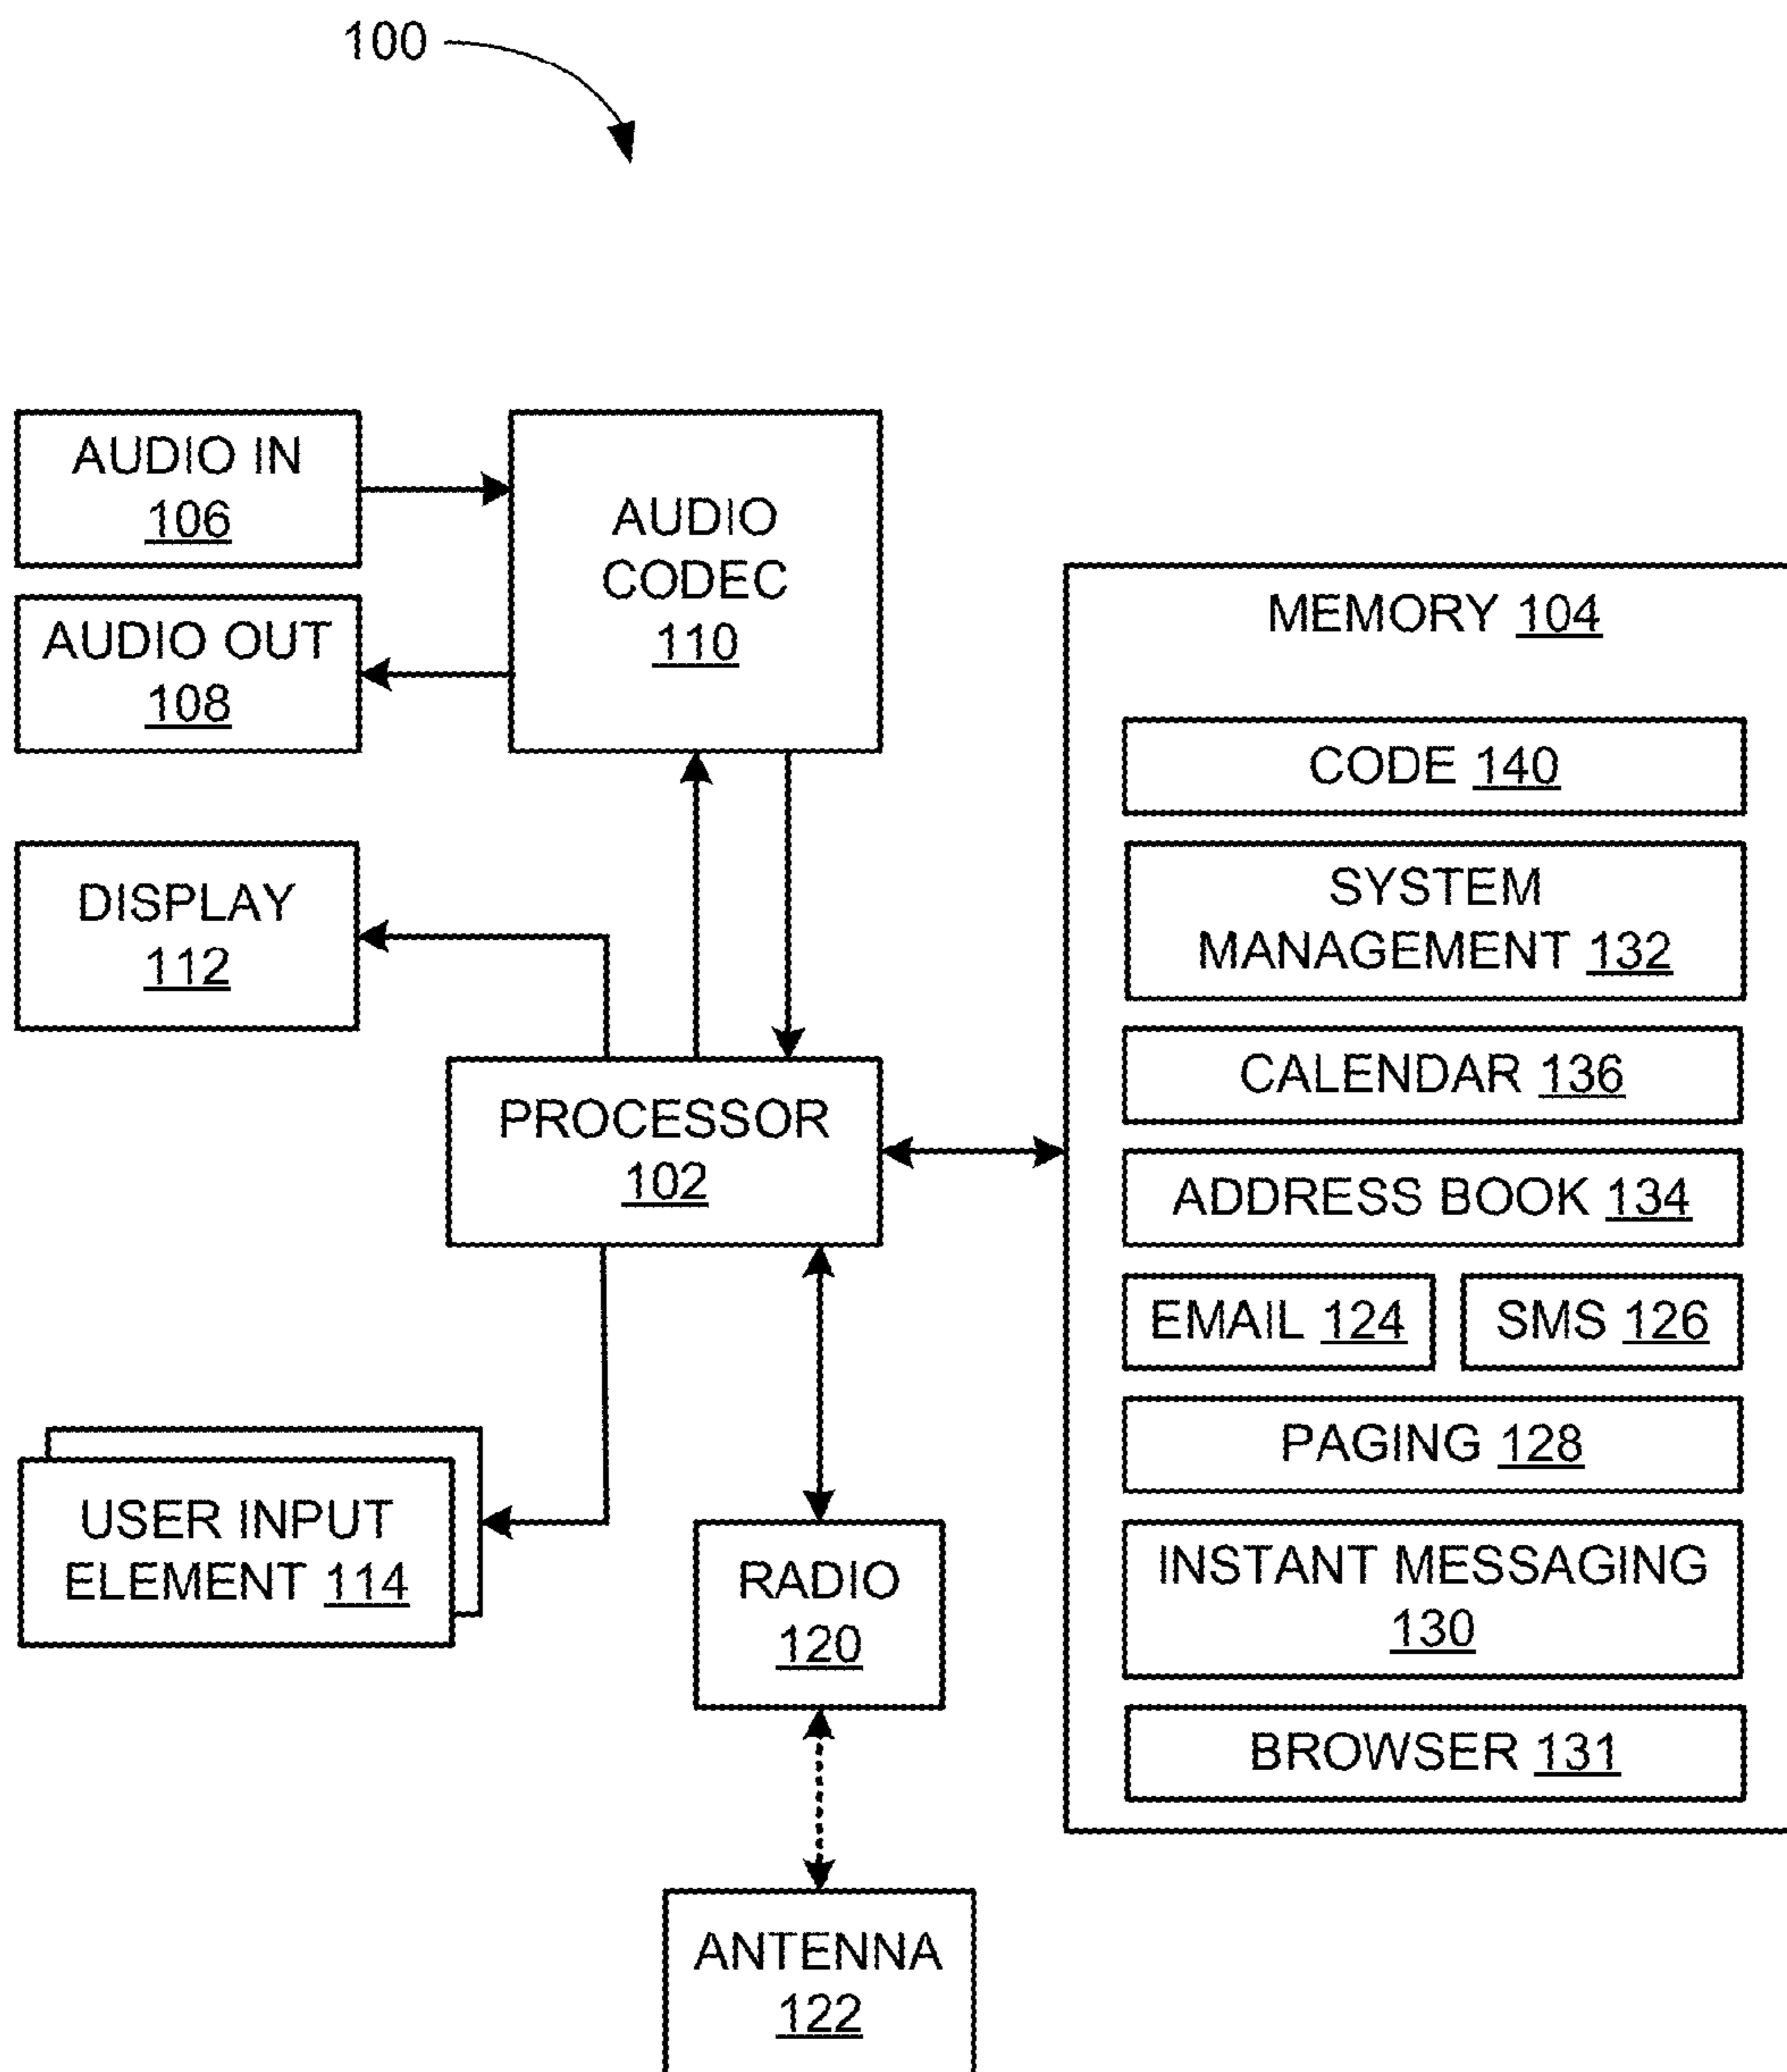 100
AUDIO IN
106
AUDIO OUT
108
AUDIO
CODEC
110
DISPLAY
112
PROCESSOR
102
USER INPUT
ELEMENT 114
RADIO
120
ANTENNA
122
MEMORY 104
CODE 140
SYSTEM
MANAGEMENT 132
CALENDAR 136
ADDRESS BOOK 134
EMAIL 124
SMS 126
PAGING 128
INSTANT MESSAGING
130
BROWSER 131